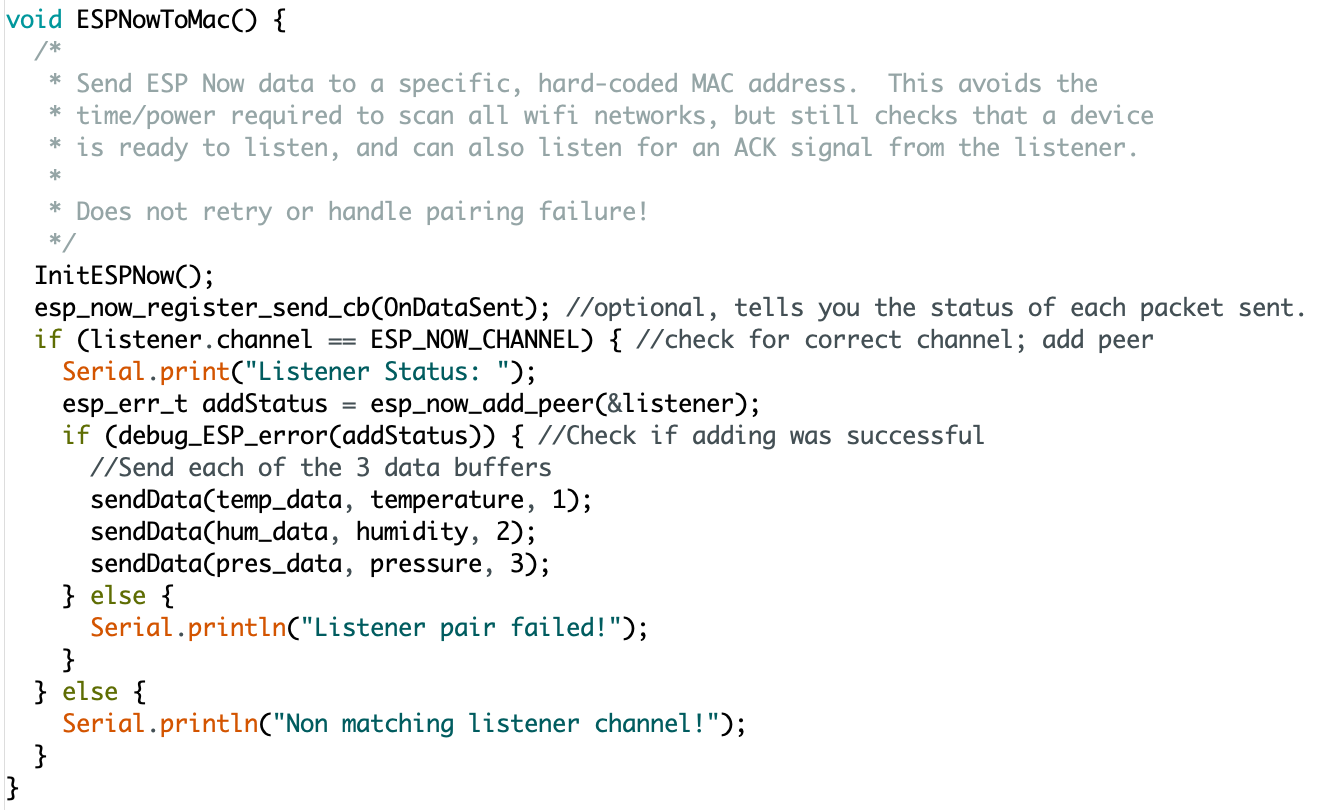 void ESPNowToMac() {
  /*
   * Send ESP Now data to a specific, hard-coded MAC address.  This avoids the
   * time/power required to scan all wifi networks, but still checks that a device
   * is ready to listen, and can also listen for an ACK signal from the listener.
   *
   * Does not retry or handle pairing failure!
   */
  InitESPNow();
  esp_now_register_send_cb(OnDataSent); //optional, tells you the status of each packet sent.
  if (listener.channel == ESP_NOW_CHANNEL) { //check for correct channel; add peer
    Serial.print("Listener Status: ");
    esp_err_t addStatus = esp_now_add_peer(&listener);
    if (debug_ESP_error(addStatus)) { //Check if adding was successful
      //Send each of the 3 data buffers
      sendData(temp_data, temperature, 1);
      sendData(hum_data, humidity, 2);
      sendData(pres_data, pressure, 3);
    } else {
      Serial.println("Listener pair failed!");
    }
  } else {
    Serial.println("Non matching listener channel!");
  }
}